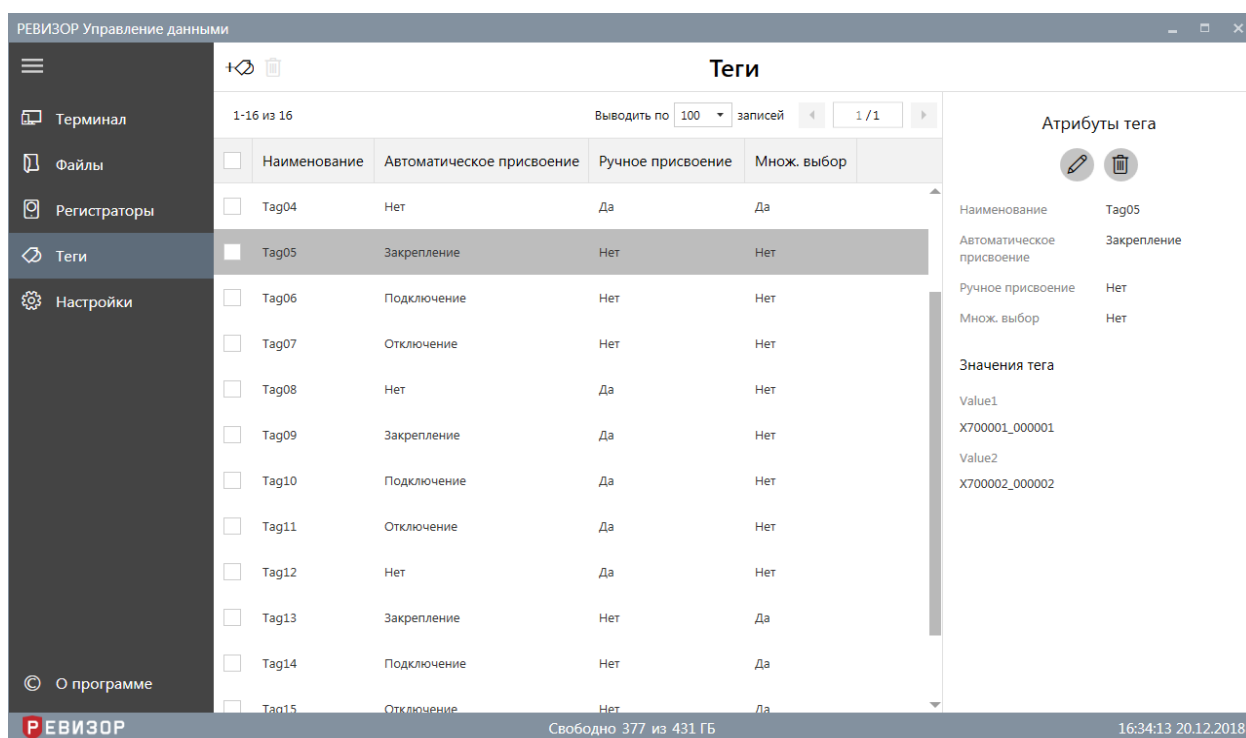 РЕВИЗОР Управление данными
Теги
Терминал
Файлы
Регистраторы
Теги
Настройки
О программе
1-16 из 16
Выводить по 100 записей 1 / 1
Наименование Автоматическое присвоение Ручное присвоение Множ. выбор
Tag04 Нет Да Да
Tag05 Закрепление Нет Нет
Tag06 Подключение Нет Нет
Tag07 Отключение Нет Нет
Tag08 Нет Да Нет
Tag09 Закрепление Да Нет
Tag10 Подключение Да Нет
Tag11 Отключение Да Нет
Tag12 Нет Да Нет
Tag13 Закрепление Нет Да
Tag14 Подключение Нет Да
Tag15 Отключение Нет Да
Атрибуты тега
Наименование Tag05
Автоматическое Закрепление
присвоение
Ручное присвоение Нет
Множ. выбор Нет
Значения тега
Value1
X700001_000001
Value2
X700002_000002
РЕВИЗОР
Свободно 377 из 431 ГБ
16:34:13 20.12.2018